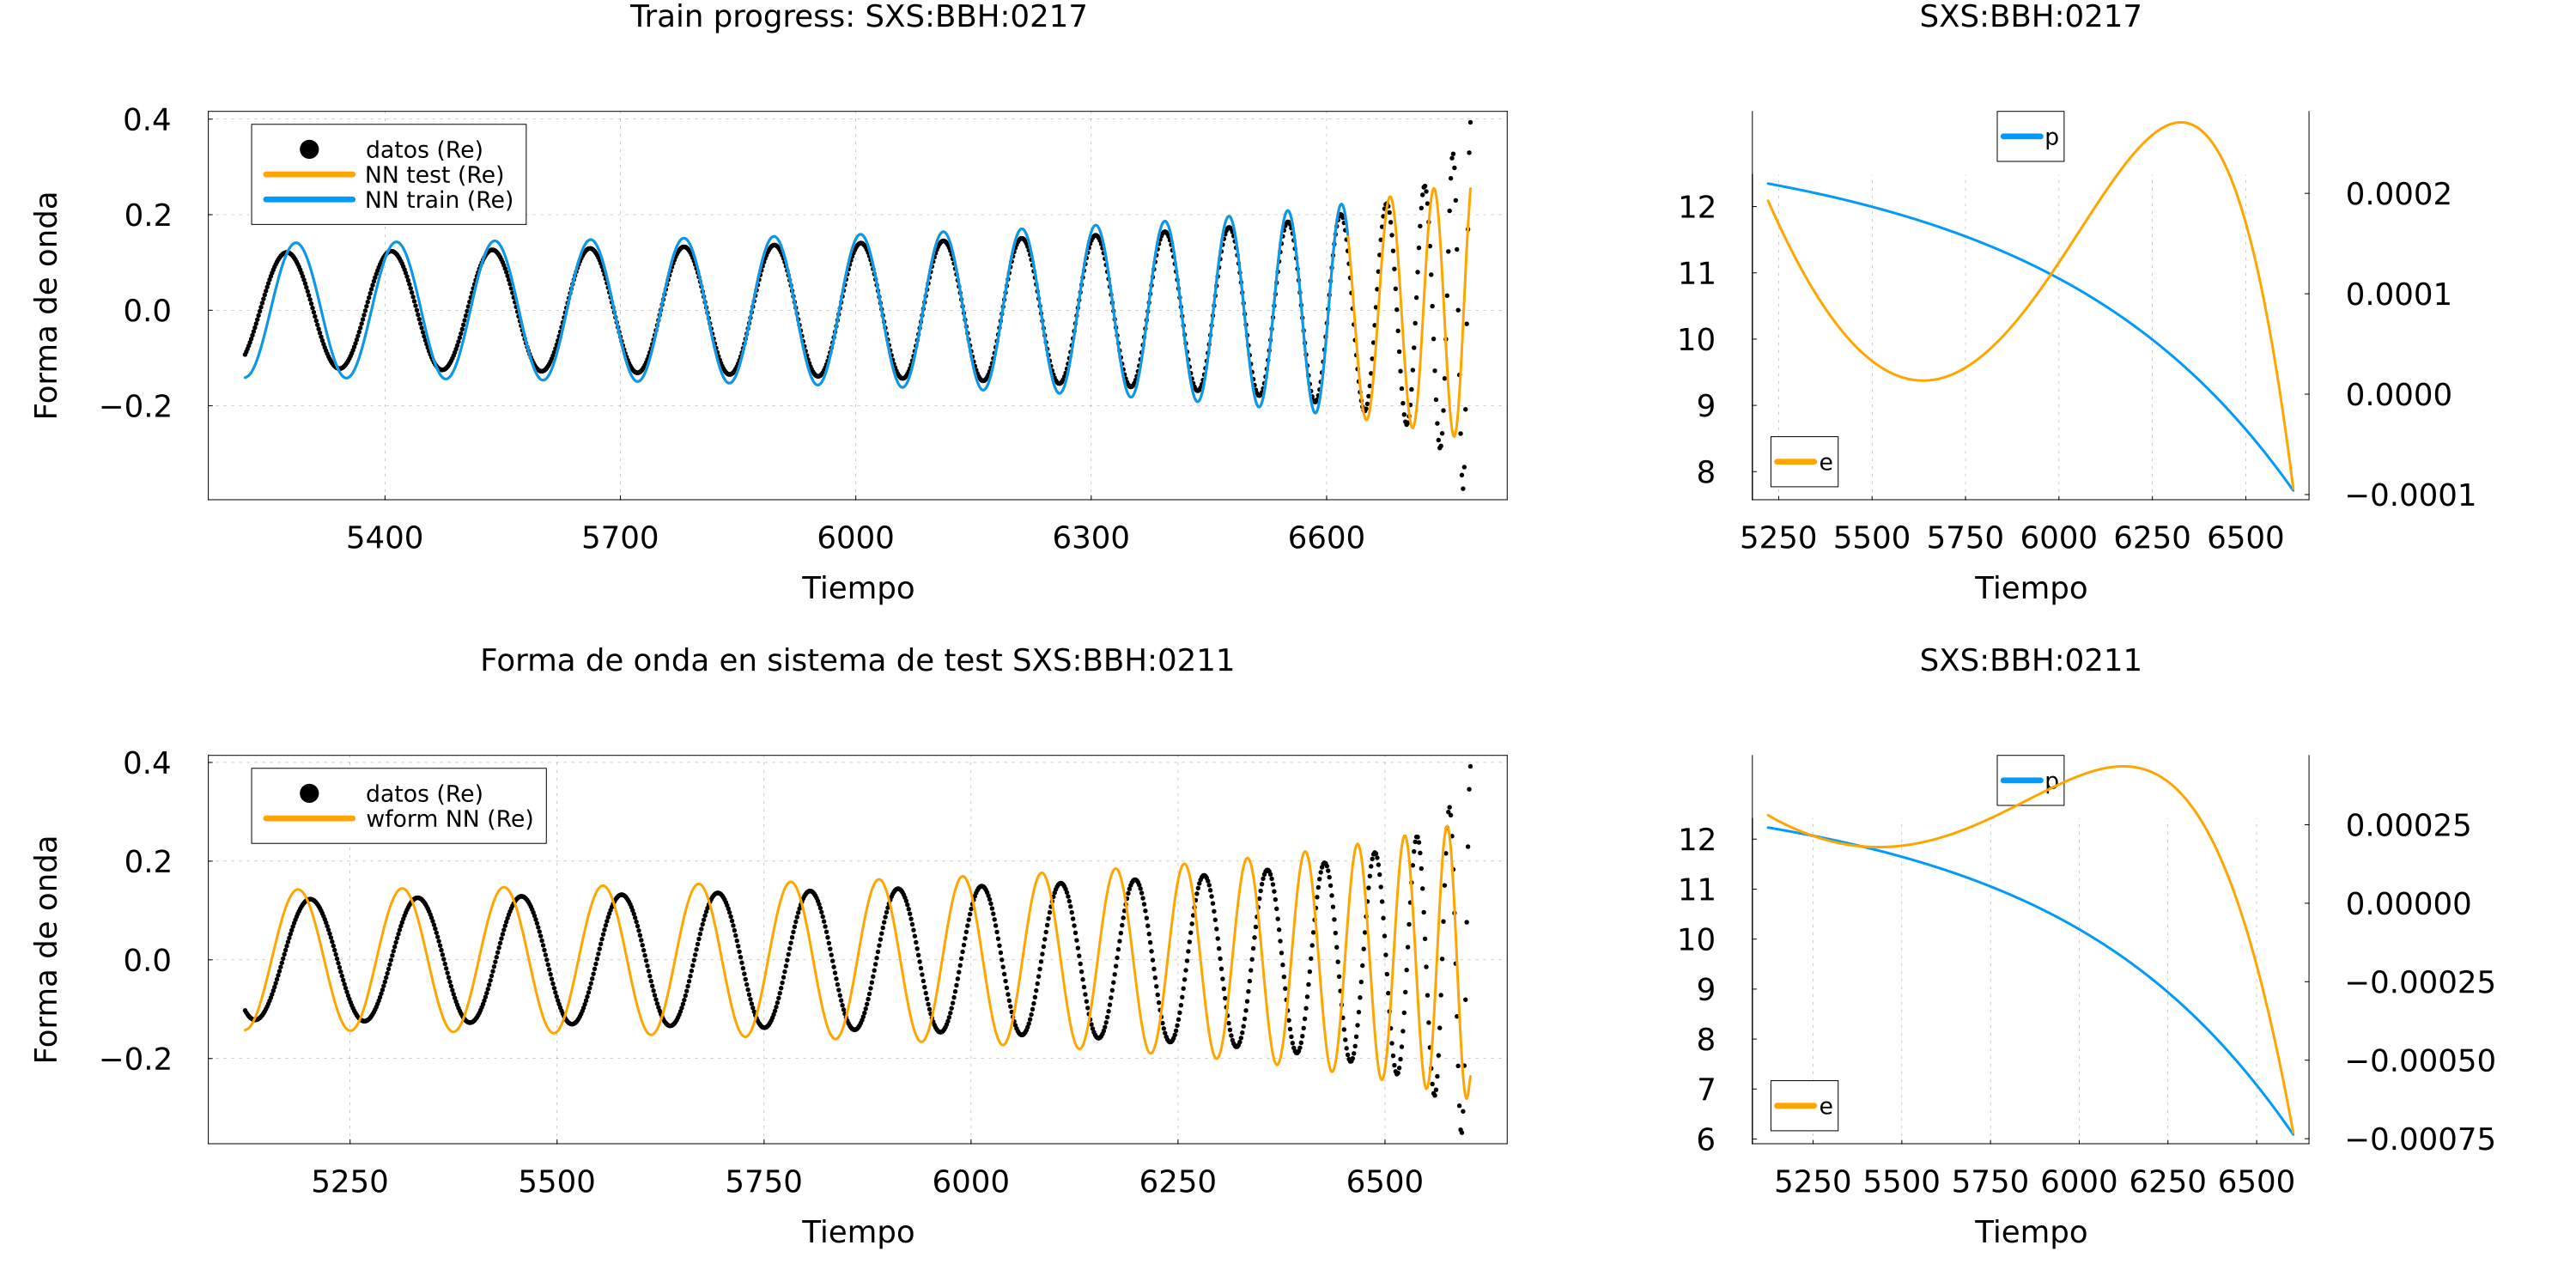 Train progress: SXS:BBH:0217
SXS:BBH:0217
0.4
0.2
0.0
−0.2
Forma de onda
datos (Re)
NN test (Re)
NN train (Re)
5400 5700 6000 6300 6600
Tiempo
12
11
10
9
8
p
e
0.0002
0.0001
0.0000
−0.0001
5250 5500 5750 6000 6250 6500
Tiempo
Forma de onda en sistema de test SXS:BBH:0211
SXS:BBH:0211
0.4
0.2
0.0
−0.2
Forma de onda
datos (Re)
wform NN (Re)
5250 5500 5750 6000 6250 6500
Tiempo
12
11
10
9
8
7
6
p
e
0.00025
0.00000
−0.00025
−0.00050
−0.00075
5250 5500 5750 6000 6250 6500
Tiempo